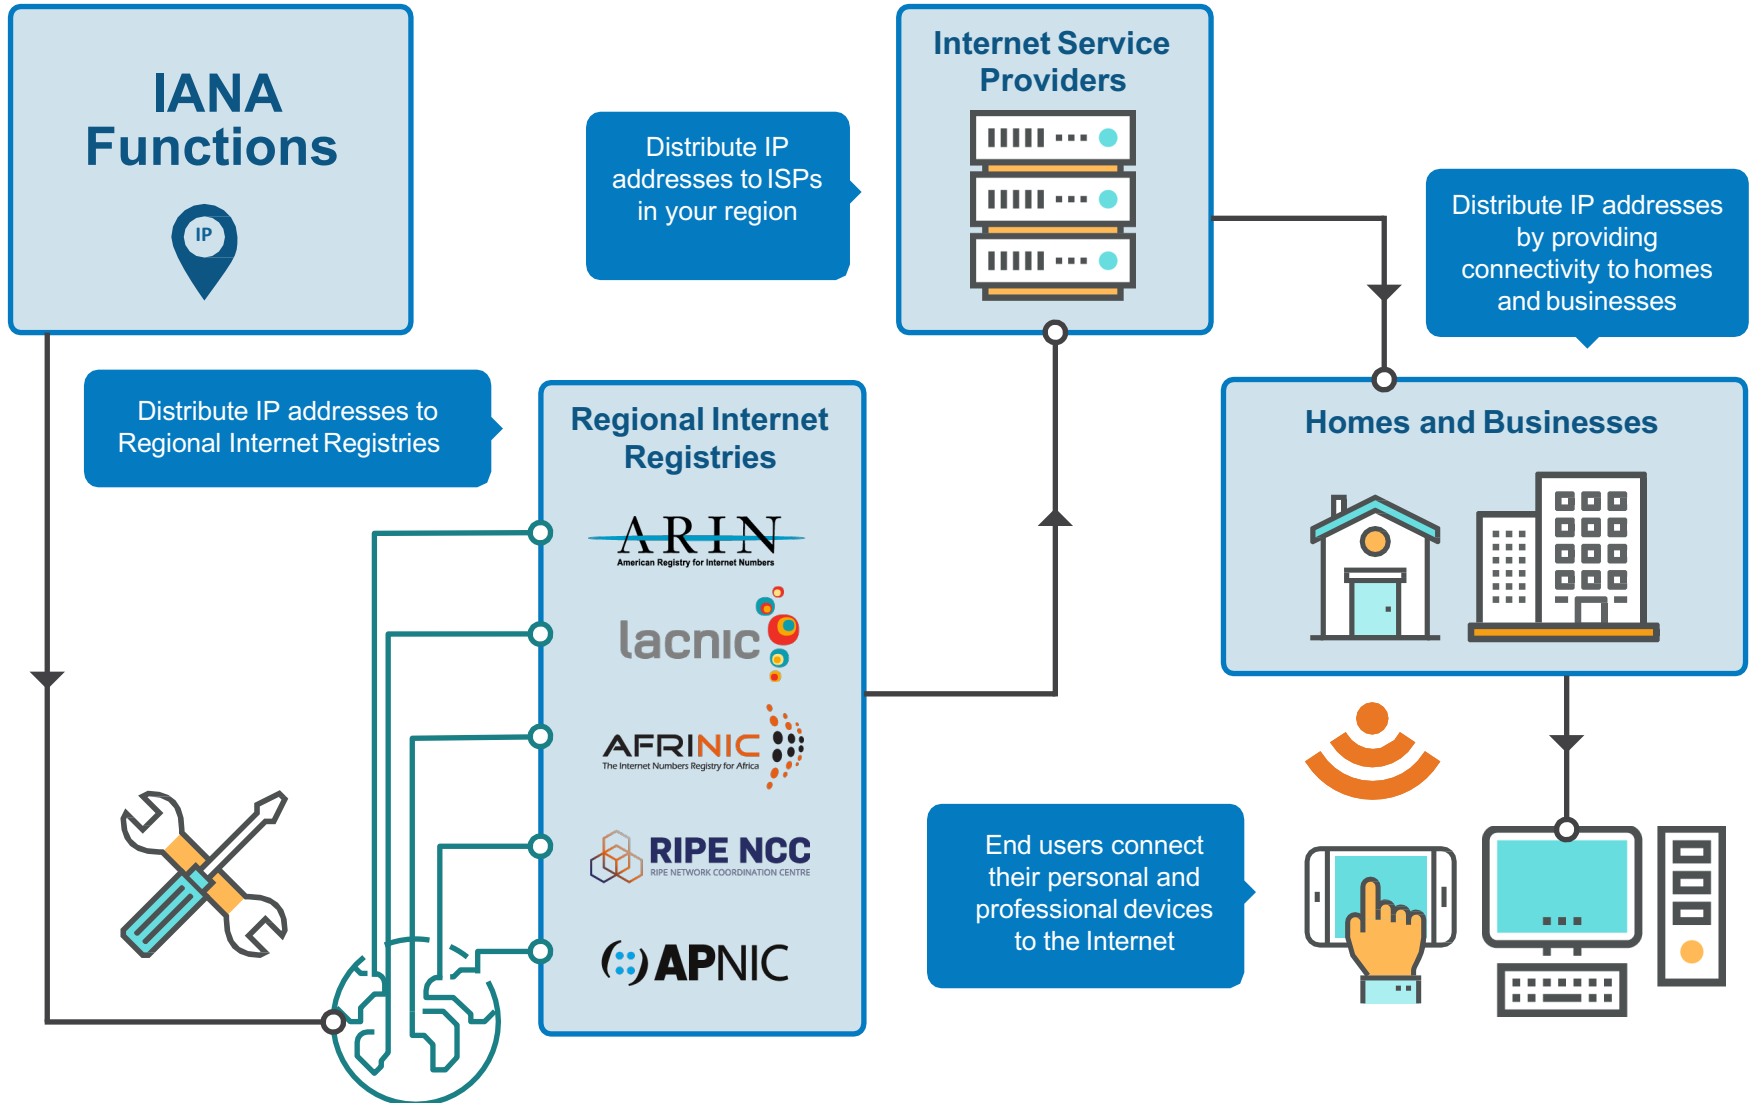 IANA
Functions
IP
Distribute IP addresses to
Regional Internet Registries
Regional Internet
Registries
ARIN
American Registry for Internet Numbers
lacnic
AFRINIC
The Internet Numbers Registry for Africa
RIPE NCC
RIPE NETWORK COORDINATION CENTRE
APNIC
Distribute IP
addresses to ISPs
in your region
Internet Service
Providers
Distribute IP addresses
by providing
connectivity to homes
and businesses
Homes and Businesses
End users connect
their personal and
professional devices
to the Internet